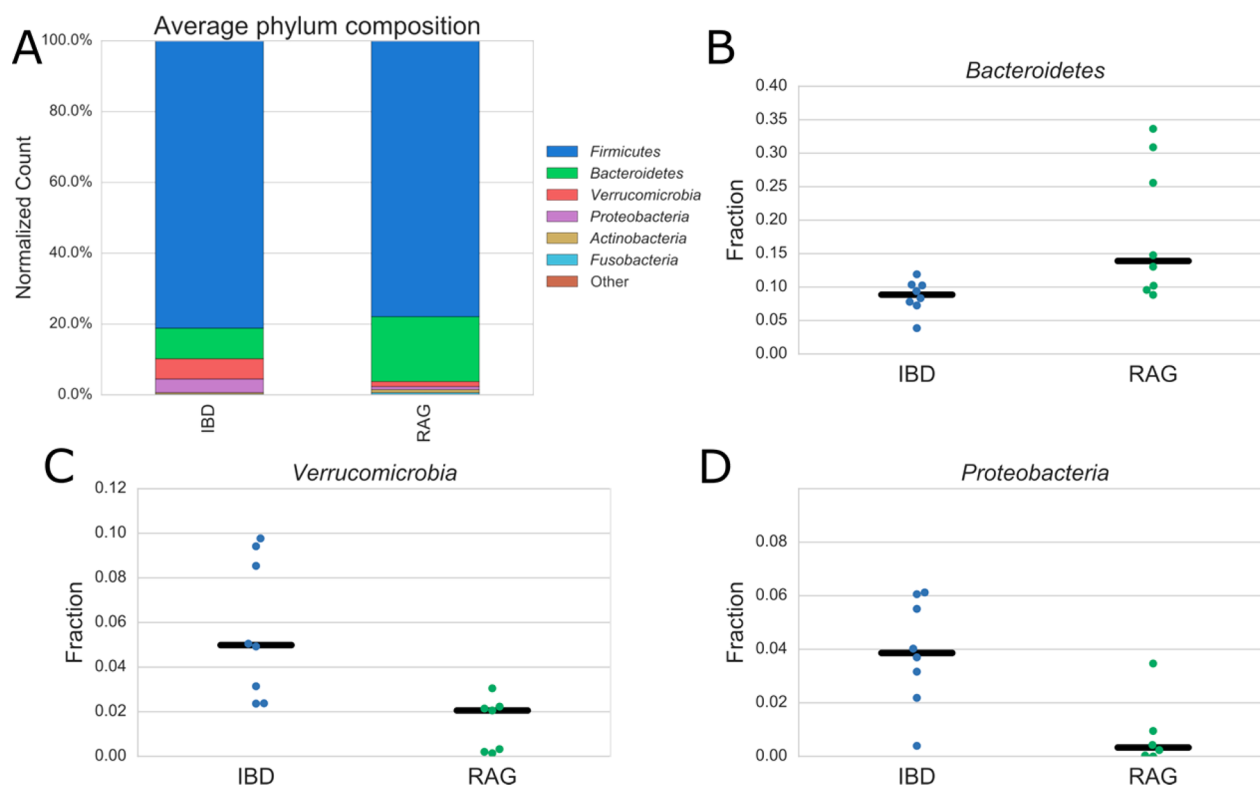 A
Average phylum composition
100.0%
80.0%
60.0%
40.0%
20.0%
0.0%
Normalized Count
IBD
RAG
Firmicutes
Bacteroidetes
Verrucomicrobia
Proteobacteria
Actinobacteria
Fusobacteria
Other
B
Bacteroidetes
0.40
0.35
0.30
0.25
0.20
0.15
0.10
0.05
0.00
Fraction
IBD
RAG
C
Verrucomicrobia
0.12
0.10
0.08
0.06
0.04
0.02
0.00
Fraction
IBD
RAG
D
Proteobacteria
0.08
0.06
0.04
0.02
0.00
Fraction
IBD
RAG